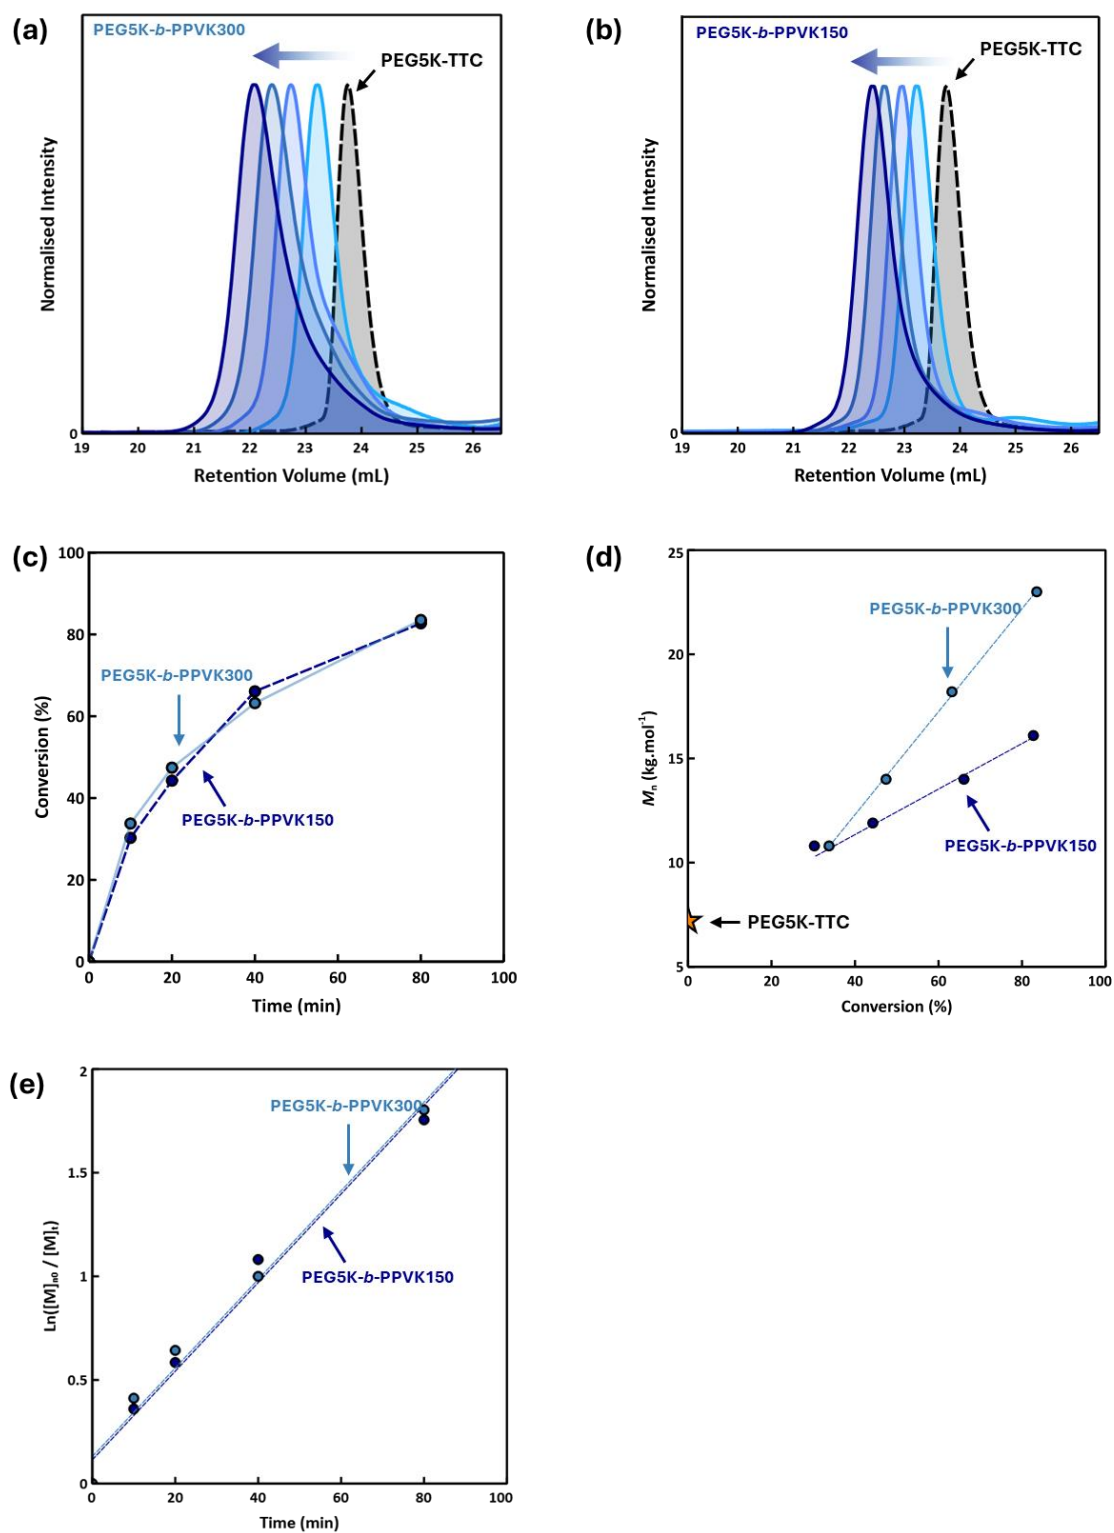 (a)
PEG5K-b-PPVK300
PEG5K-TTC
Normalised Intensity
0
19 20 21 22 23 24 25 26
Retention Volume (mL)
(b)
PEG5K-b-PPVK150
PEG5K-TTC
Normalised Intensity
0
19 20 21 22 23 24 25 26
Retention Volume (mL)
(c)
100
80
60
40
20
0
Conversion (%)
PEG5K-b-PPVK300
PEG5K-b-PPVK150
0 20 40 60 80 100
Time (min)
(d)
25
20
15
10
5
Mn (kg.mol-1)
PEG5K-b-PPVK300
PEG5K-b-PPVK150
PEG5K-TTC
0 20 40 60 80 100
Conversion (%)
(e)
2
1.5
1
0.5
0
Ln([M]n0 / [M]t)
PEG5K-b-PPVK300
PEG5K-b-PPVK150
0 20 40 60 80 100
Time (min)